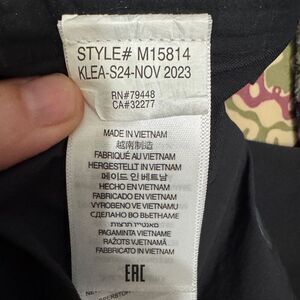 STYLE# M15814
KLEA-S24-NOV 2023
RN#79448
CA#32277
MADE IN VIETNAM
越南制造
FABRIQUÉ AU VIETNAM
HERGESTELLT IN VIETNAM
메이드 인 베트남
HECHO EN VIETNAM
FABRICADO EN VIETNAM
VYROBENO VE VIETNAMU
СДЕЛАНО ВО ВЬЕТНАМЕ
PAGAMINTA VIETNAME
RAŽOTS VJETNAMĀ
FABBRICATO IN VIETNAM
EAC